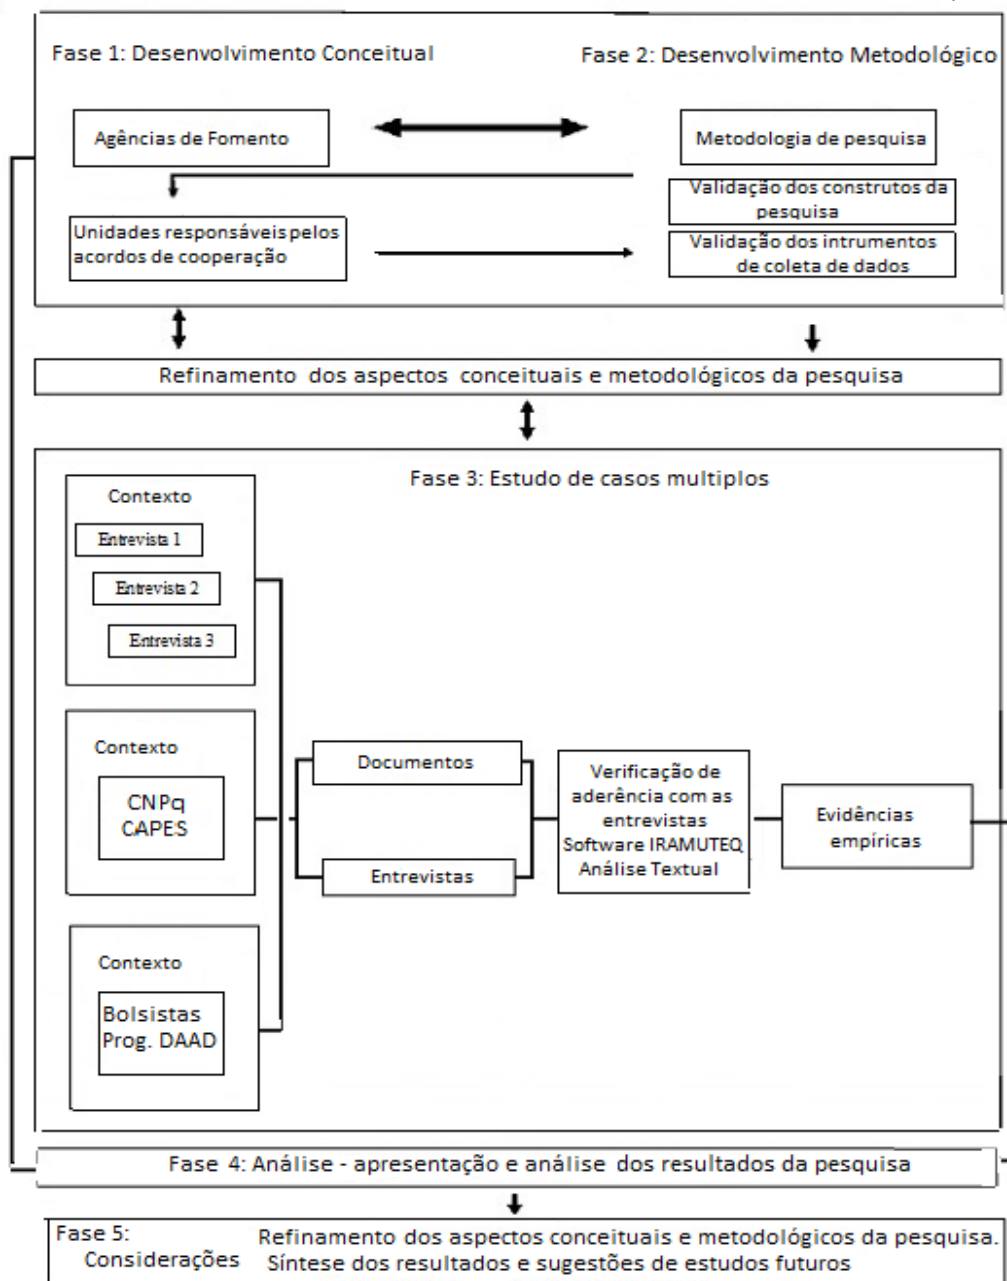 Fase 1: Desenvolvimento Conceitual
Fase 2: Desenvolvimento Metodológico
Agências de Fomento
Metodologia de pesquisa
Validação dos construtos da
pesquisa
Unidades responsáveis pelos
acordos de cooperação
Validação dos intrumentos
de coleta de dados
Refinamento dos aspectos conceituais e metodológicos da pesquisa
Fase 3: Estudo de casos multiplos
Contexto
Entrevista 1
Entrevista 2
Entrevista 3
Contexto
CNPq
CAPES
Contexto
Bolsistas
Prog. DAAD
Documentos
Entrevistas
Verificação de
aderência com as
entrevistas
Software IRAMUTEQ
Análise Textual
Evidências
empíricas
Fase 4: Análise - apresentação e análise dos resultados da pesquisa
Fase 5:
Considerações
Refinamento dos aspectos conceituais e metodológicos da pesquisa.
Síntese dos resultados e sugestões de estudos futuros